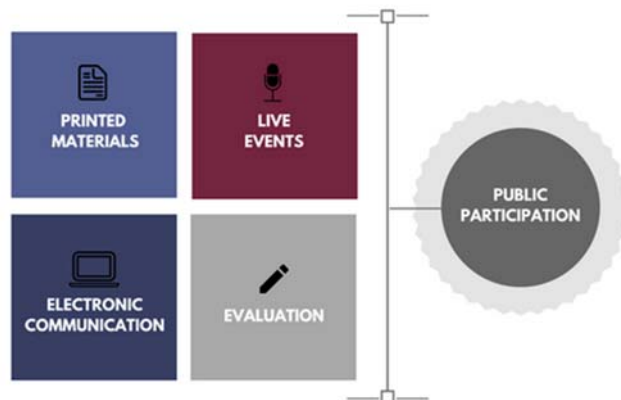 PRINTED
MATERIALS
LIVE
EVENTS
ELECTRONIC
COMMUNICATION
EVALUATION
PUBLIC
PARTICIPATION